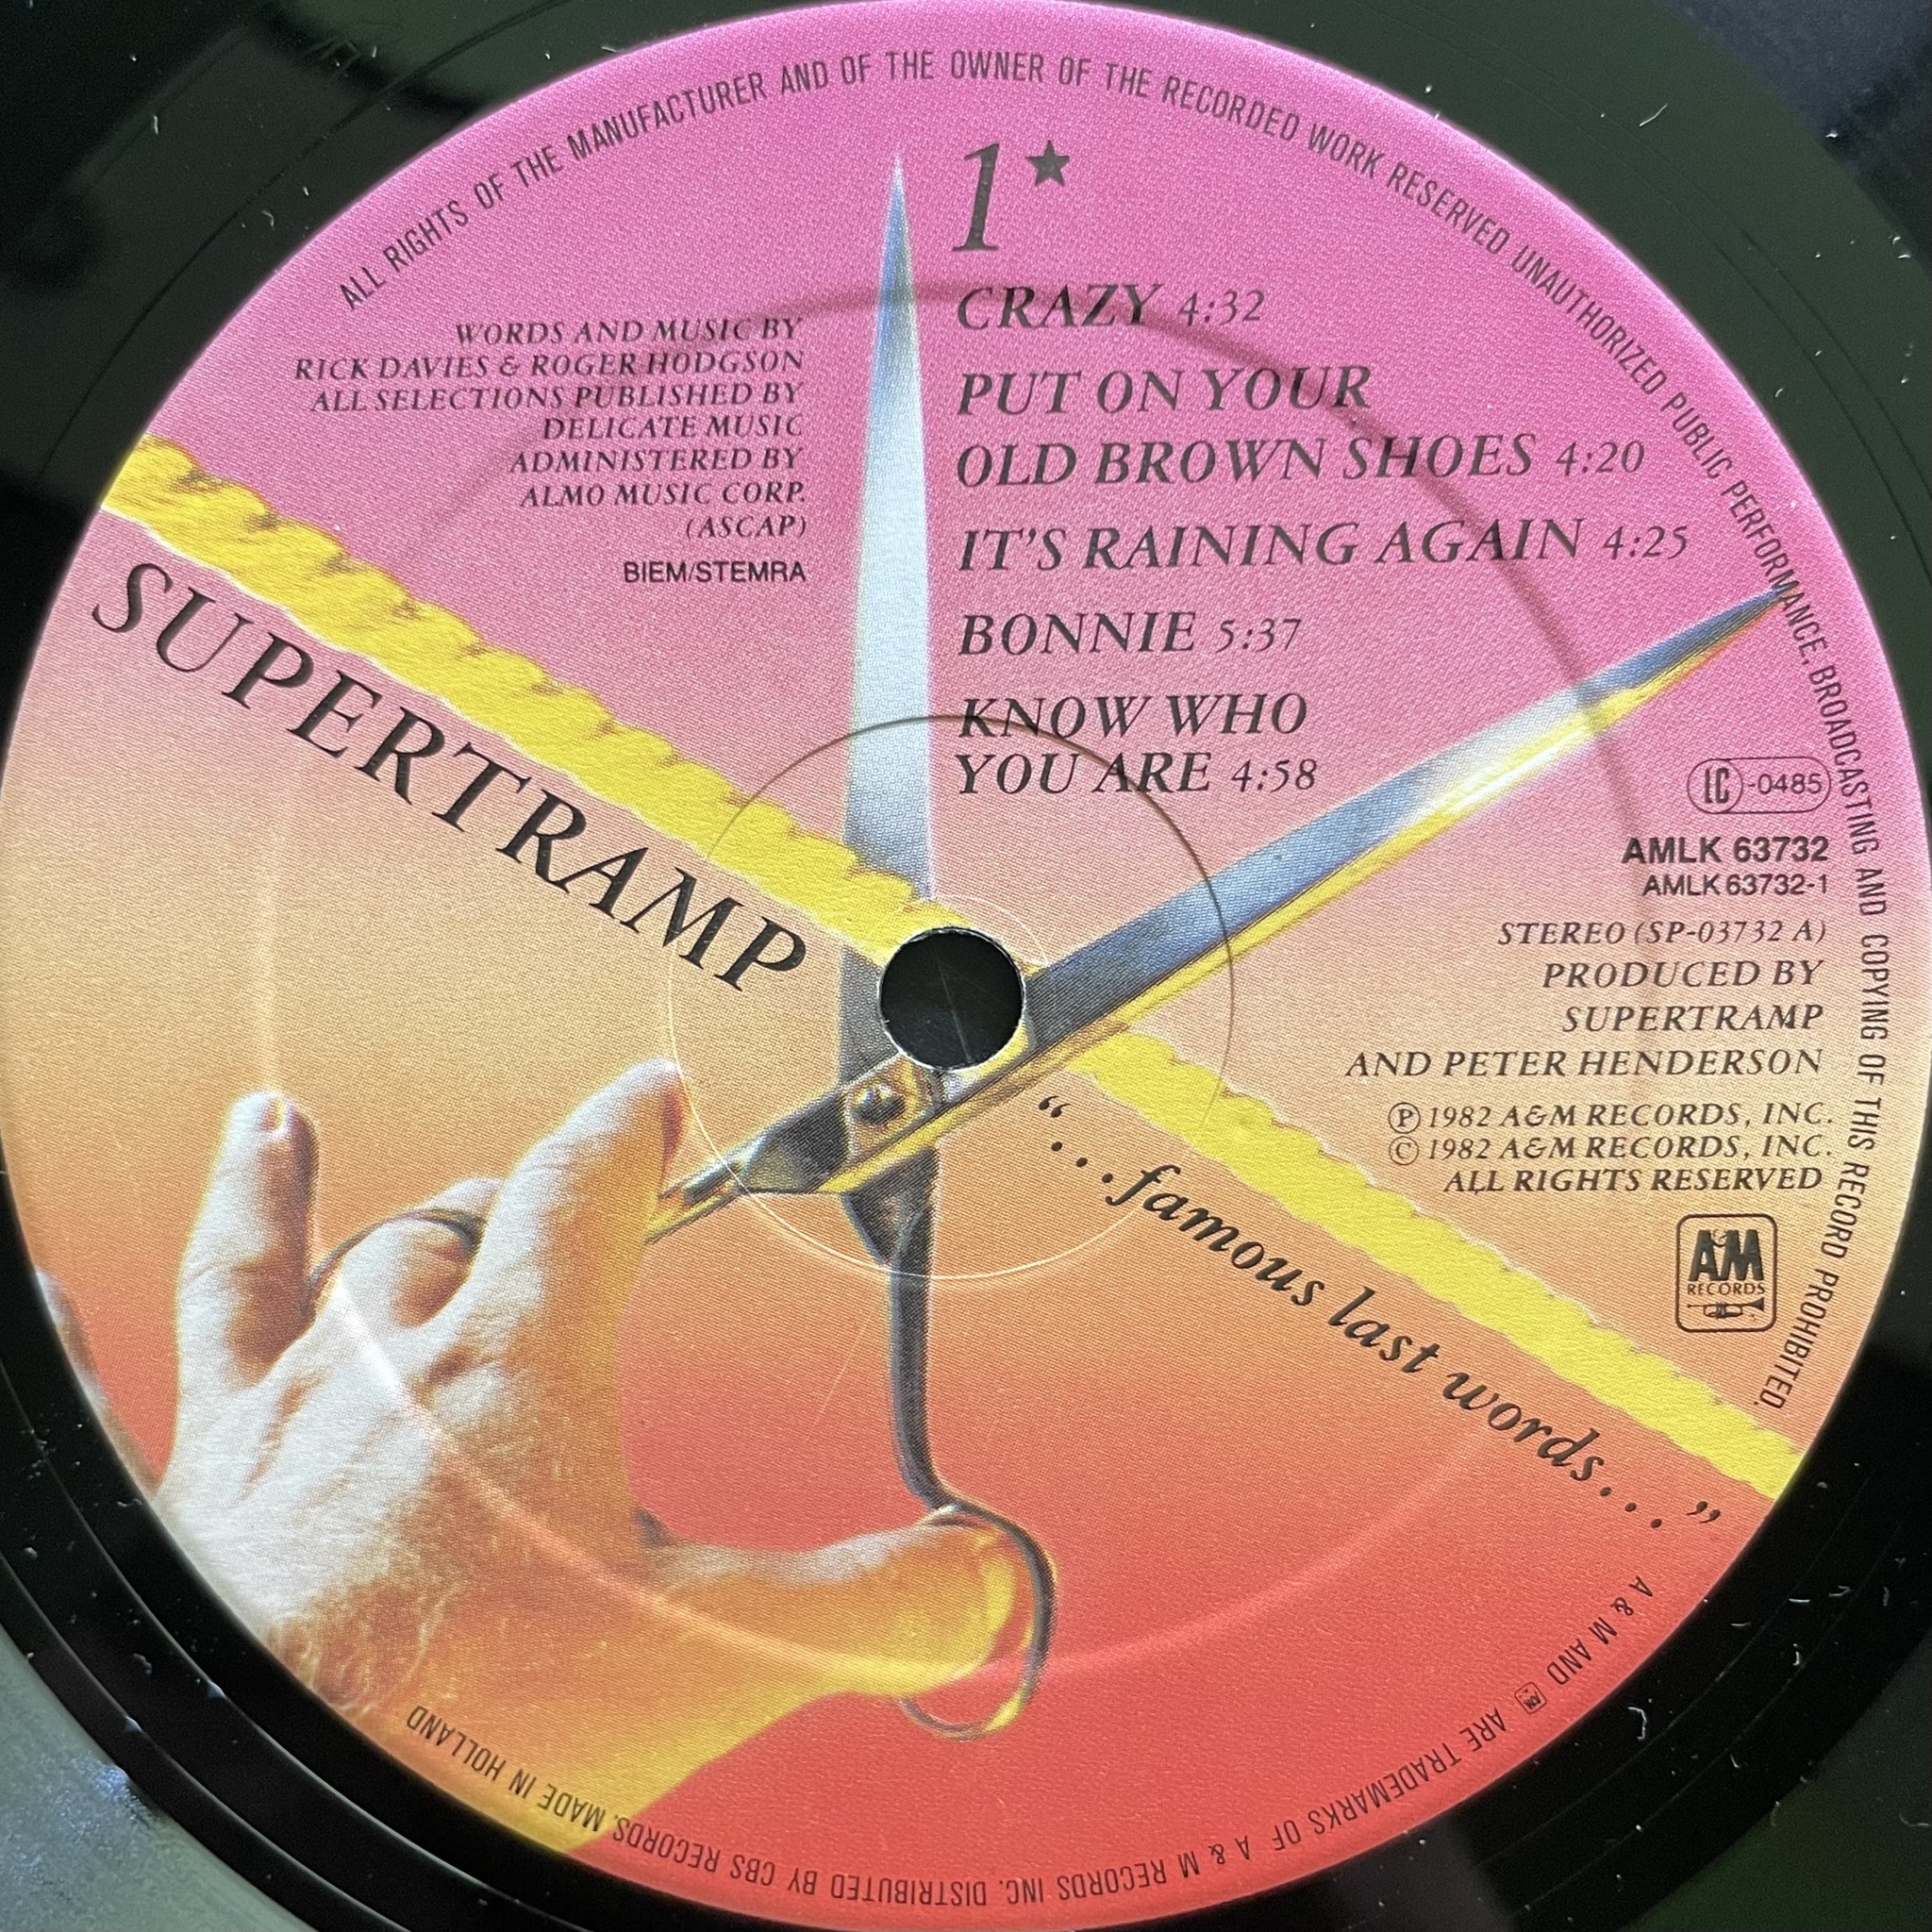 ALL RIGHTS OF THE MANUFACTURER AND OF THE OWNER OF THE RECORDED WORK RESERVED UNAUTHORIZED PUBLIC PERFORMANCE. BROADCASTING AND COPYING OF THIS RECORD PROHIBITED.
1★
CRAZY 4:32
PUT ON YOUR
OLD BROWN SHOES 4:20
IT'S RAINING AGAIN 4:25
BONNIE 5:37
KNOW WHO
YOU ARE 4:58
WORDS AND MUSIC BY
RICK DAVIES & ROGER HODGSON
ALL SELECTIONS PUBLISHED BY
DELICATE MUSIC
ADMINISTERED BY
ALMO MUSIC CORP.
(ASCAP)
BIEM/STEMRA
SUPERTRAMP
LC-0485
AMLK 63732
AMLK 63732-1
STEREO (SP-03732 A)
PRODUCED BY
SUPERTRAMP
AND PETER HENDERSON
℗ 1982 A&M RECORDS, INC.
© 1982 A&M RECORDS, INC.
ALL RIGHTS RESERVED
A&M
RECORDS
“...famous last words...”
A & M AND A&M ARE TRADEMARKS OF A & M RECORDS INC. DISTRIBUTED BY CBS RECORDS. MADE IN HOLLAND